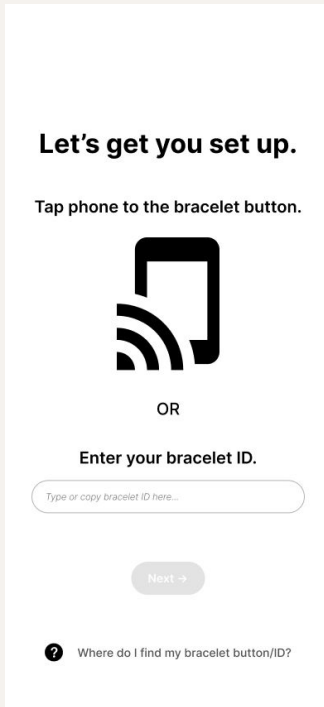 Let’s get you set up.
Tap phone to the bracelet button.
OR
Enter your bracelet ID.
Type or copy bracelet ID here...
Next →
? Where do I find my bracelet button/ID?